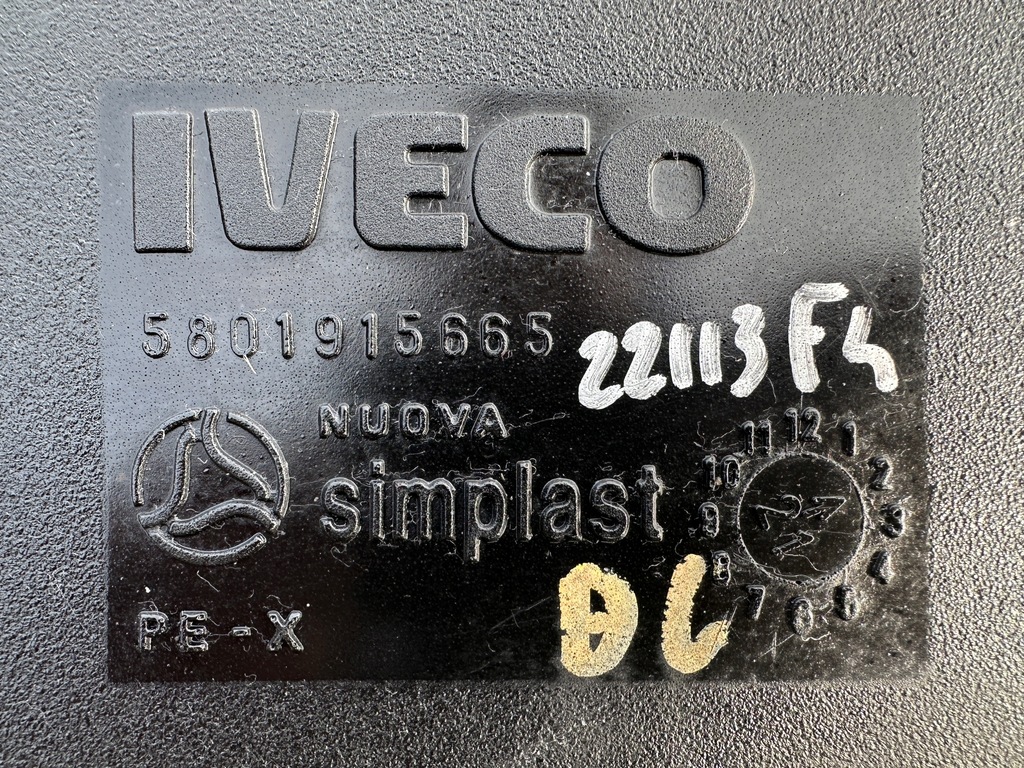 IVECO
5801915665
22113 F4
NUOVA
simplast
12 1 2 3 4 5 6 7 8 9 10 11
PE-X